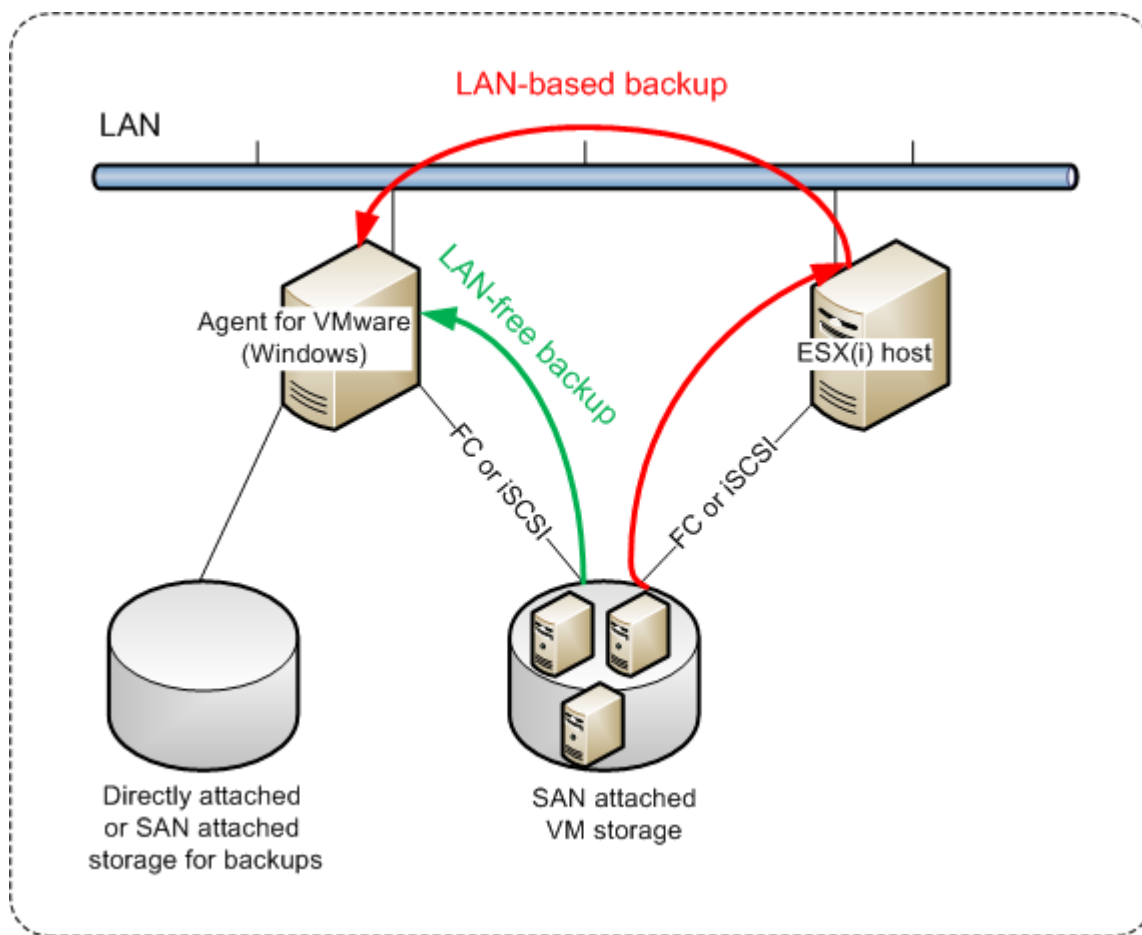 LAN-based backup
LAN
LAN-free backup
Agent for VMware
(Windows)
ESX(i) host
FC or iSCSI
FC or iSCSI
Directly attached
or SAN attached
storage for backups
SAN attached
VM storage